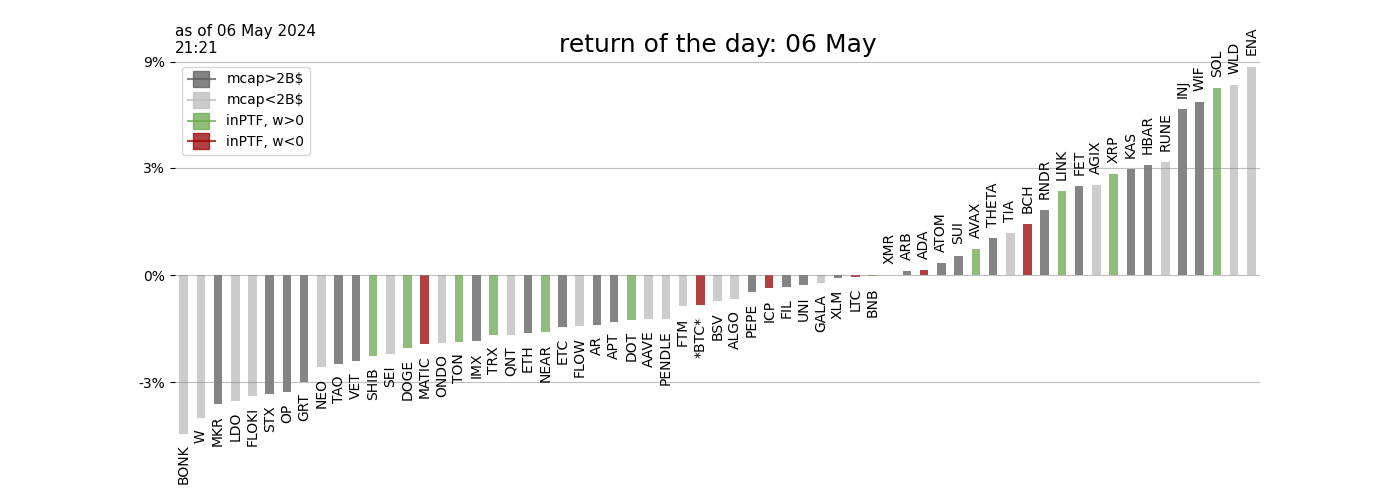 as of 06 May 2024
21:21
return of the day: 06 May
9%
3%
0%
-3%
mcap>2B$
mcap<2B$
inPTF, w>0
inPTF, w<0
BONK
W
MKR
LDO
FLOKI
STX
OP
GRT
NEO
TAO
VET
SHIB
SEI
DOGE
MATIC
ONDO
TON
IMX
TRX
QNT
ETH
NEAR
ETC
FLOW
AR
APT
DOT
AAVE
PENDLE
FTM
*BTC*
BSV
ALGO
PEPE
ICP
FIL
UNI
GALA
XLM
LTC
BNB
XMR
ARB
ADA
ATOM
SUI
AVAX
THETA
TIA
BCH
RNDR
LINK
FET
AGIX
XRP
KAS
HBAR
RUNE
INJ
WIF
SOL
WLD
ENA